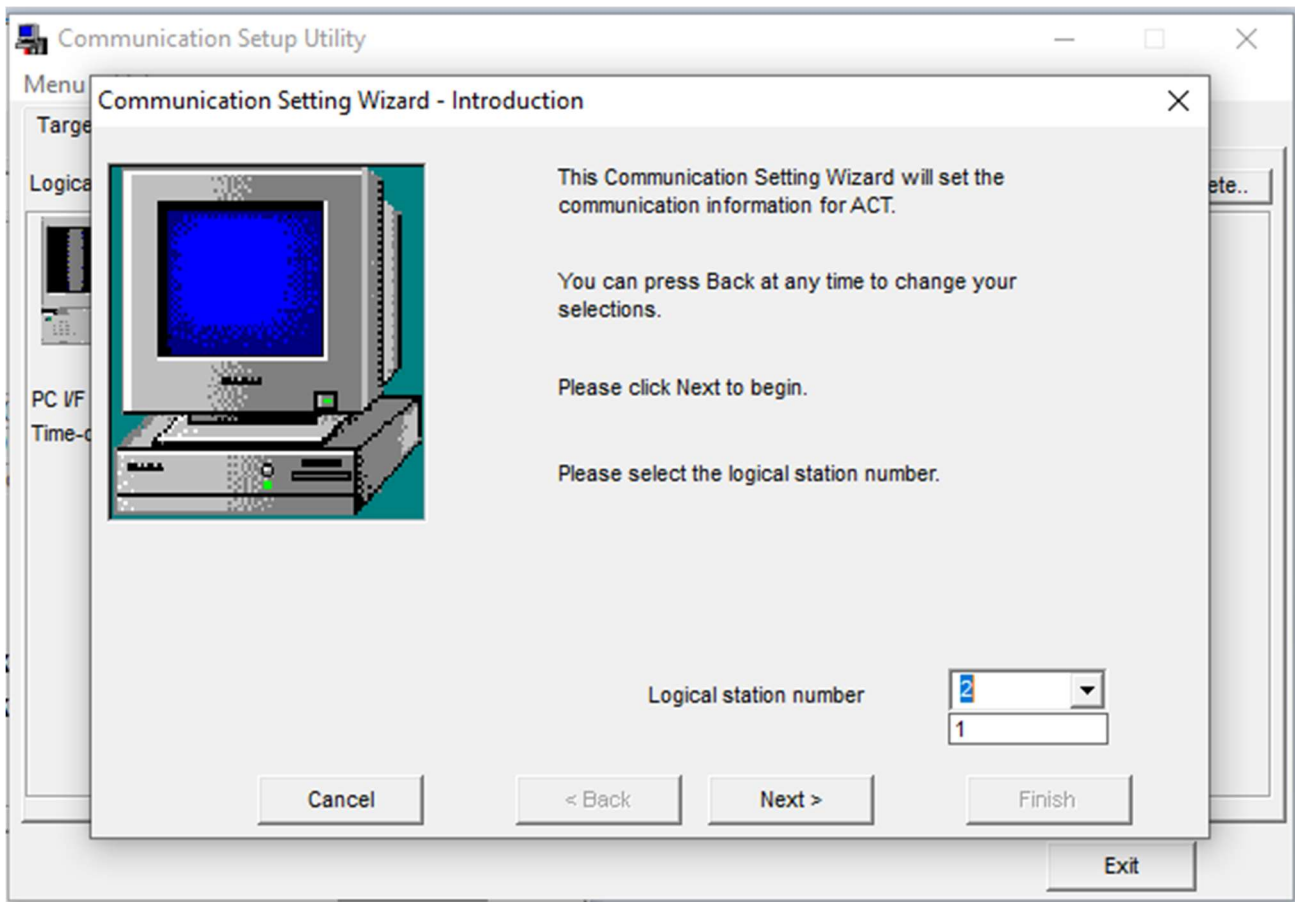 Communication Setup Utility
Menu
Communication Setting Wizard - Introduction
Targe
Logica
ete..
This Communication Setting Wizard will set the
communication information for ACT.
You can press Back at any time to change your
selections.
PC I/F
Please click Next to begin.
Time-o
Please select the logical station number.
Logical station number
2
1
Cancel
< Back
Next >
Finish
Exit